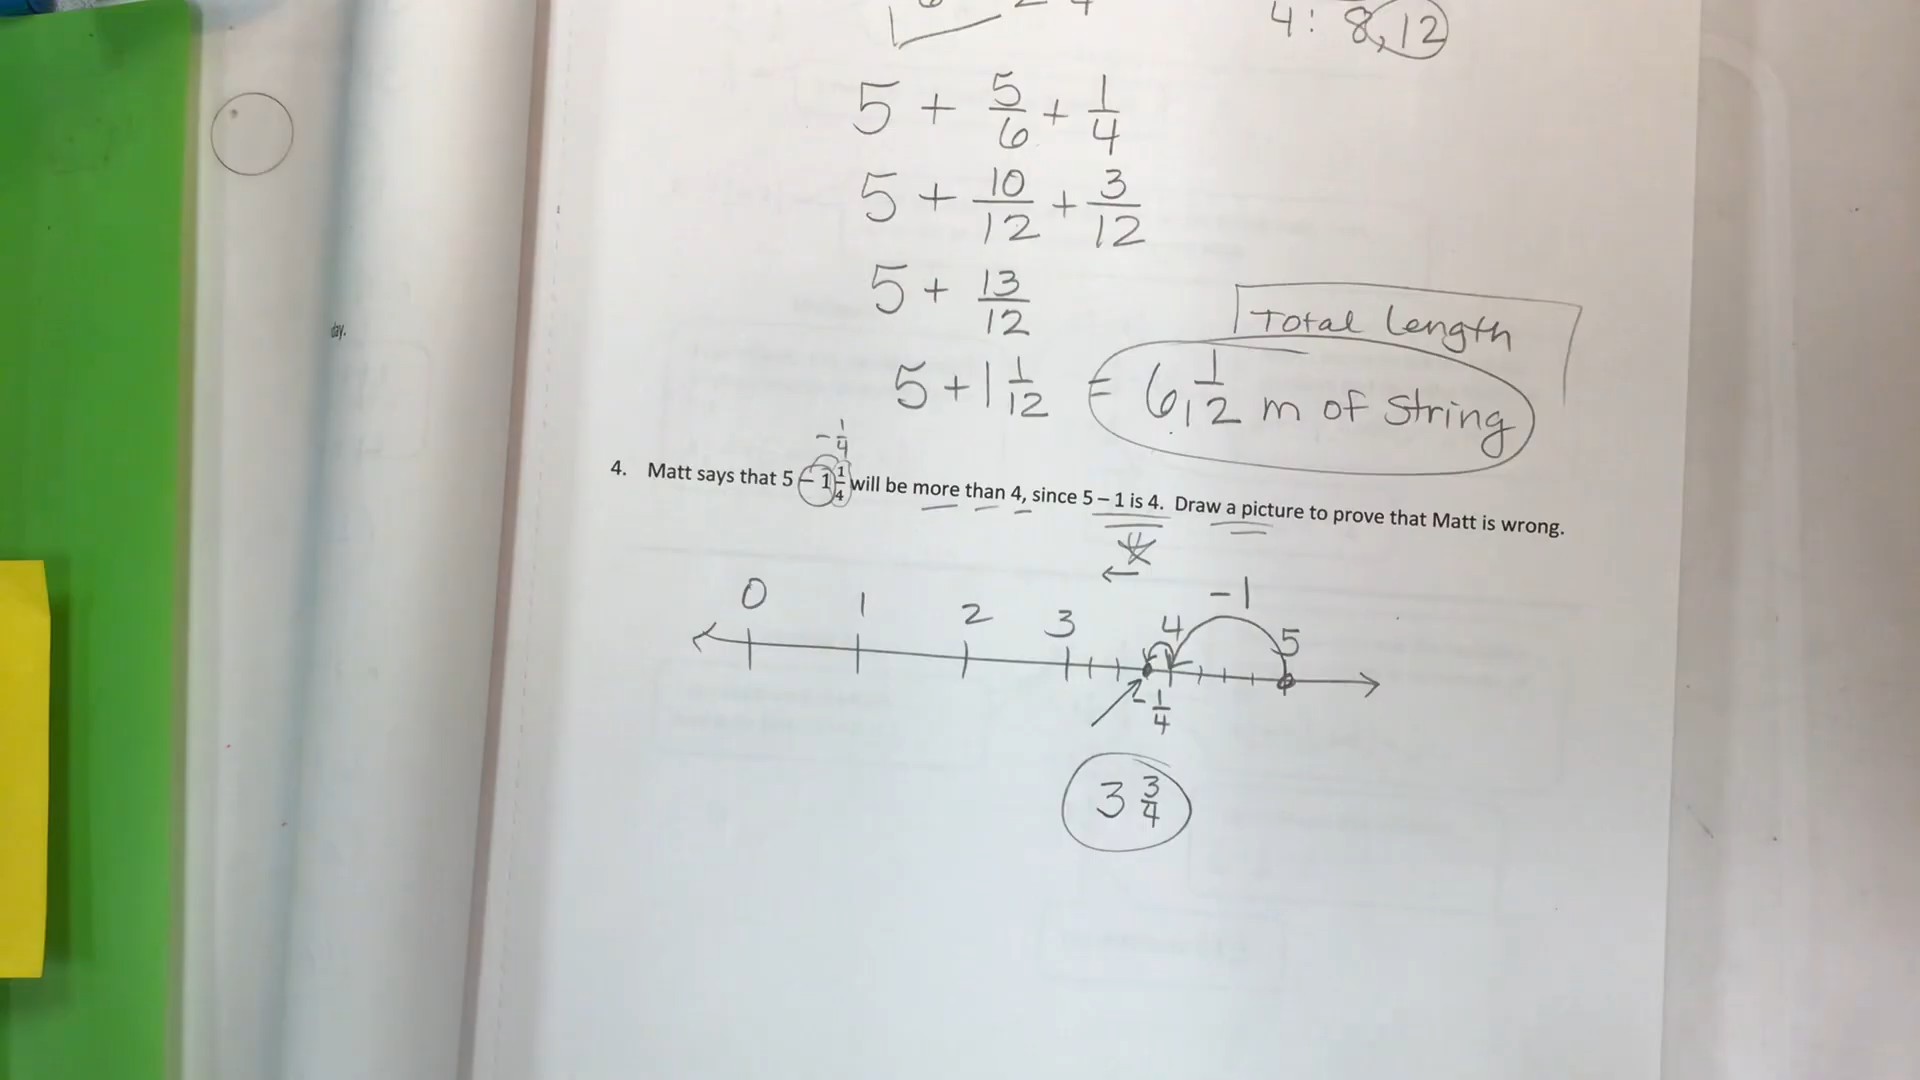 4: 8, 12
5 + 5/6 + 1/4
5 + 10/12 + 3/12
5 + 13/12
Total Length
5 + 1 1/12 = 6 1/12 m of String
- 1/4
4. Matt says that 5 – 1 1/4 will be more than 4, since 5 – 1 is 4. Draw a picture to prove that Matt is wrong.
-1
0 1 2 3 4 5
- 1/4
3 3/4
day.